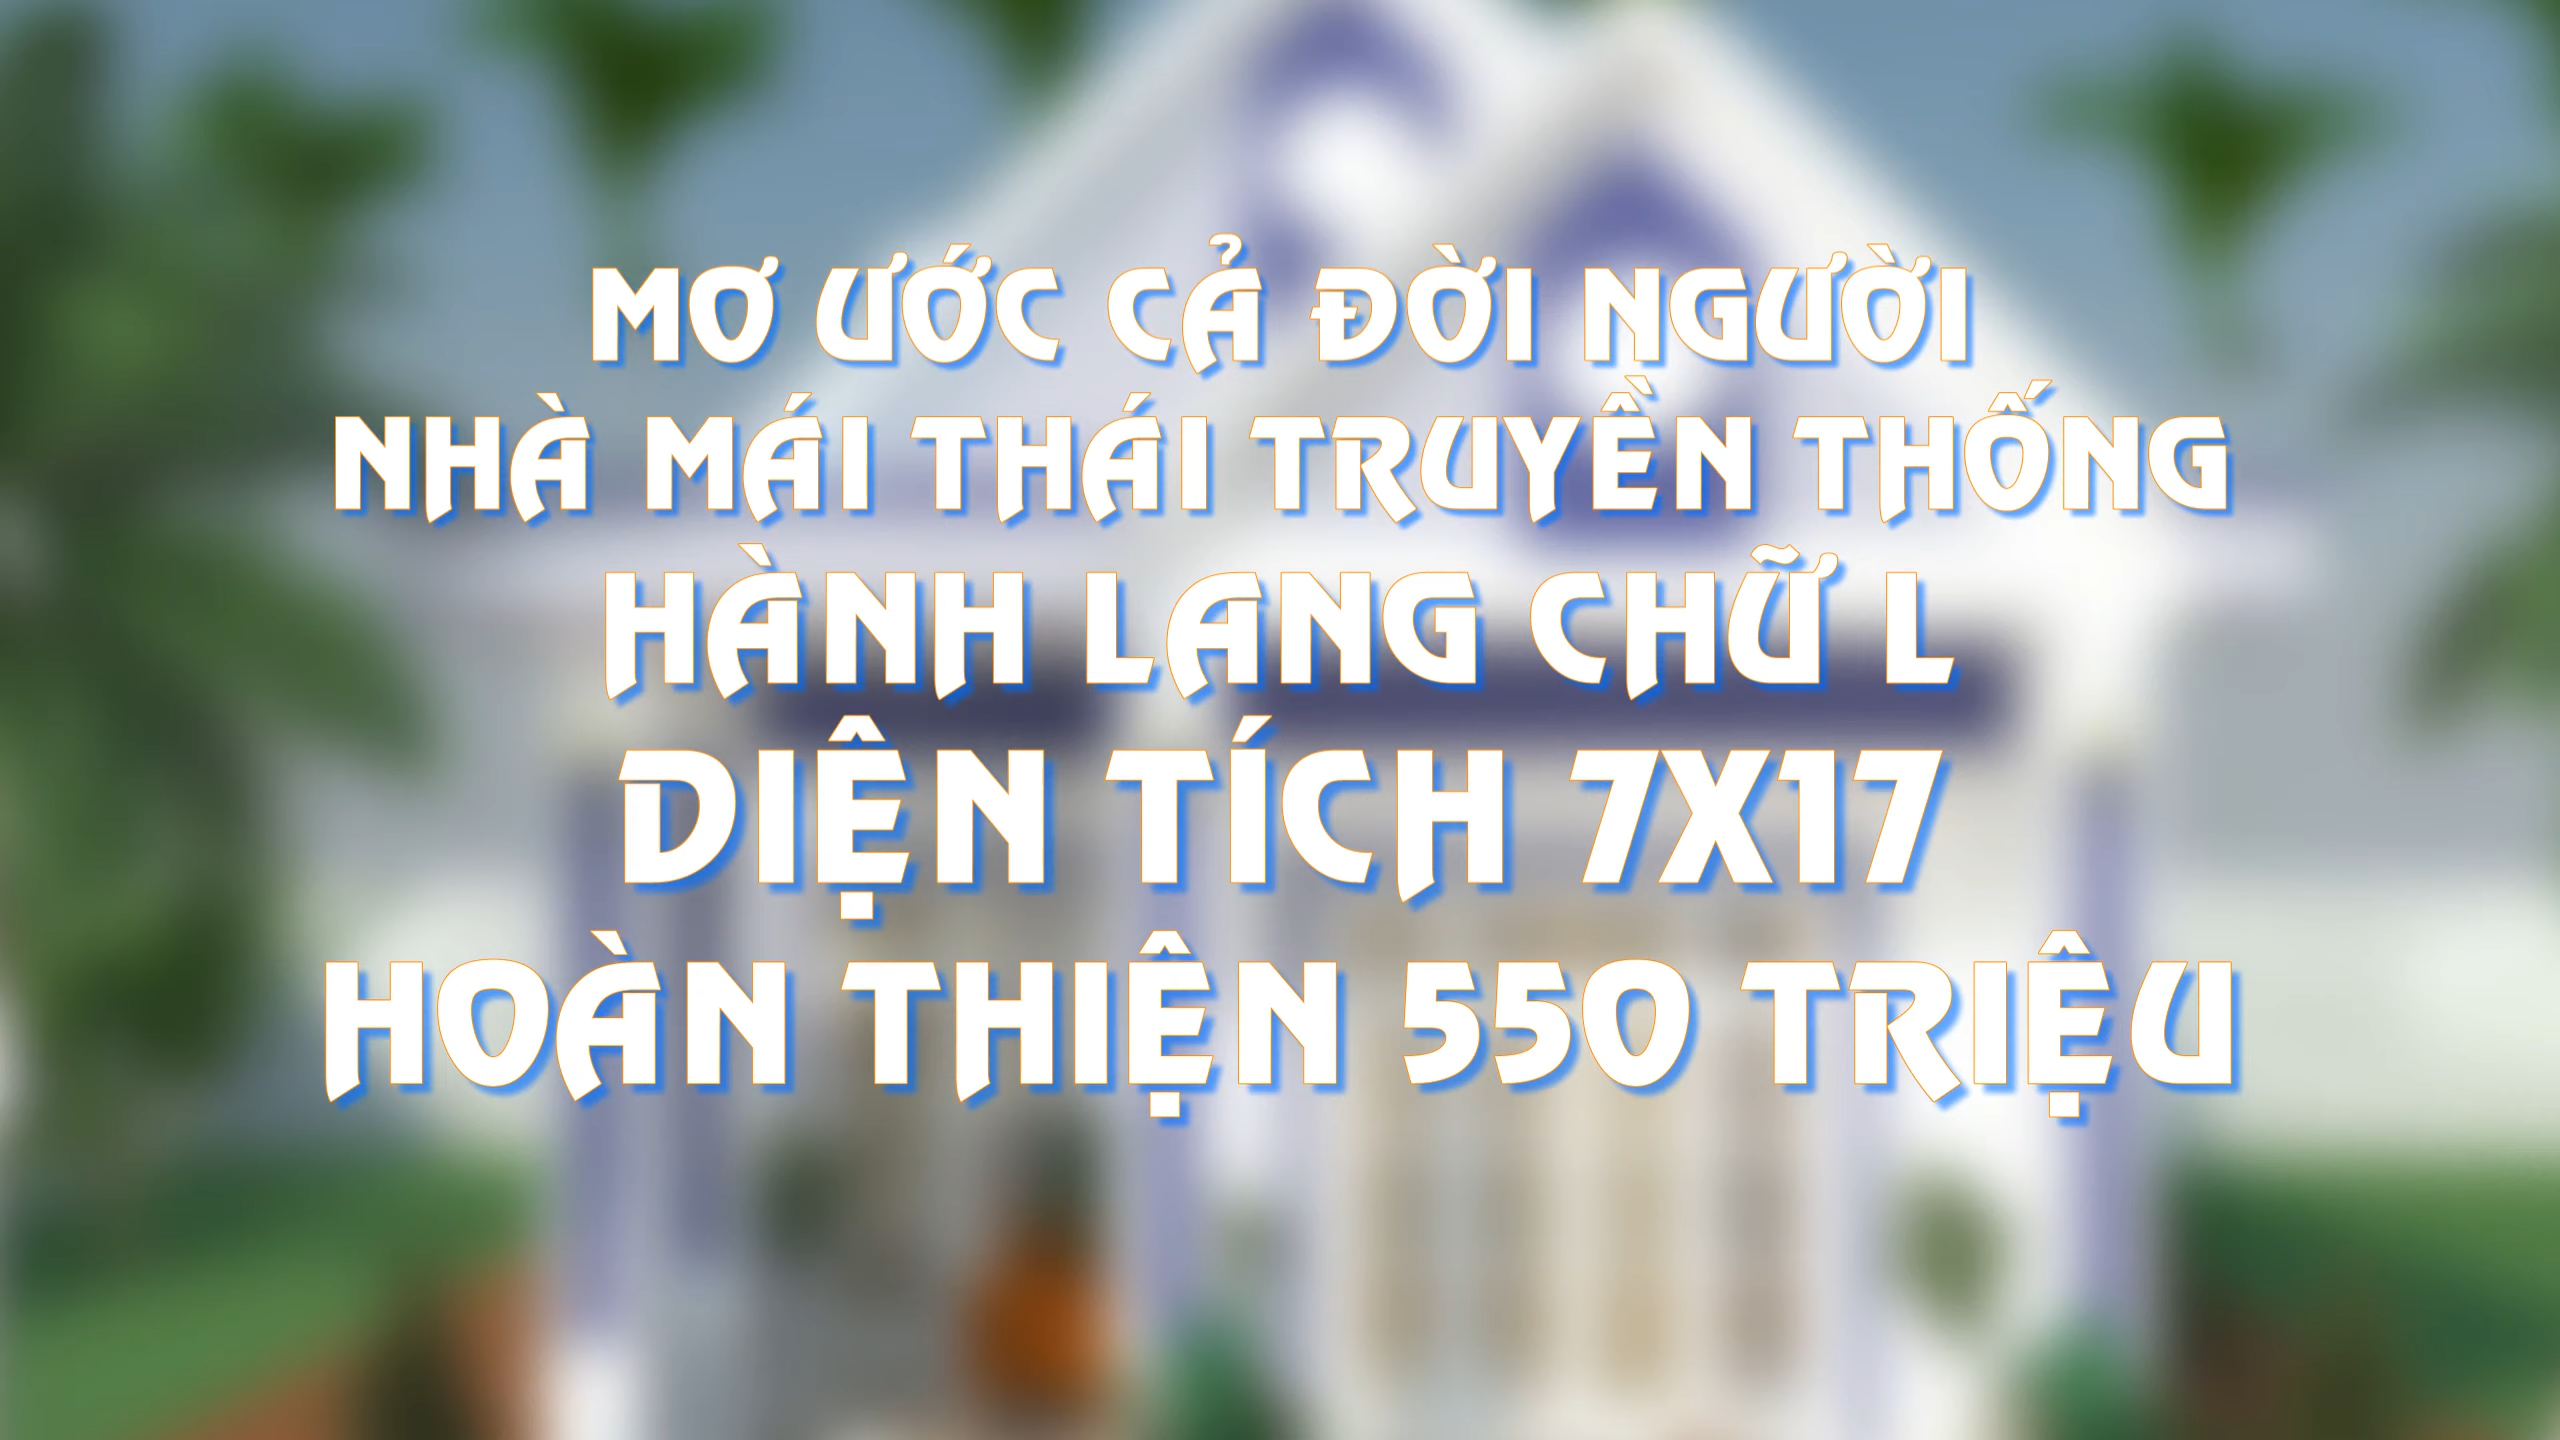 MƠ ƯỚC CẢ ĐỜI NGƯỜI
NHÀ MÁI THÁI TRUYỀN THỐNG
HÀNH LANG CHỮ L
DIỆN TÍCH 7X17
HOÀN THIỆN 550 TRIỆU